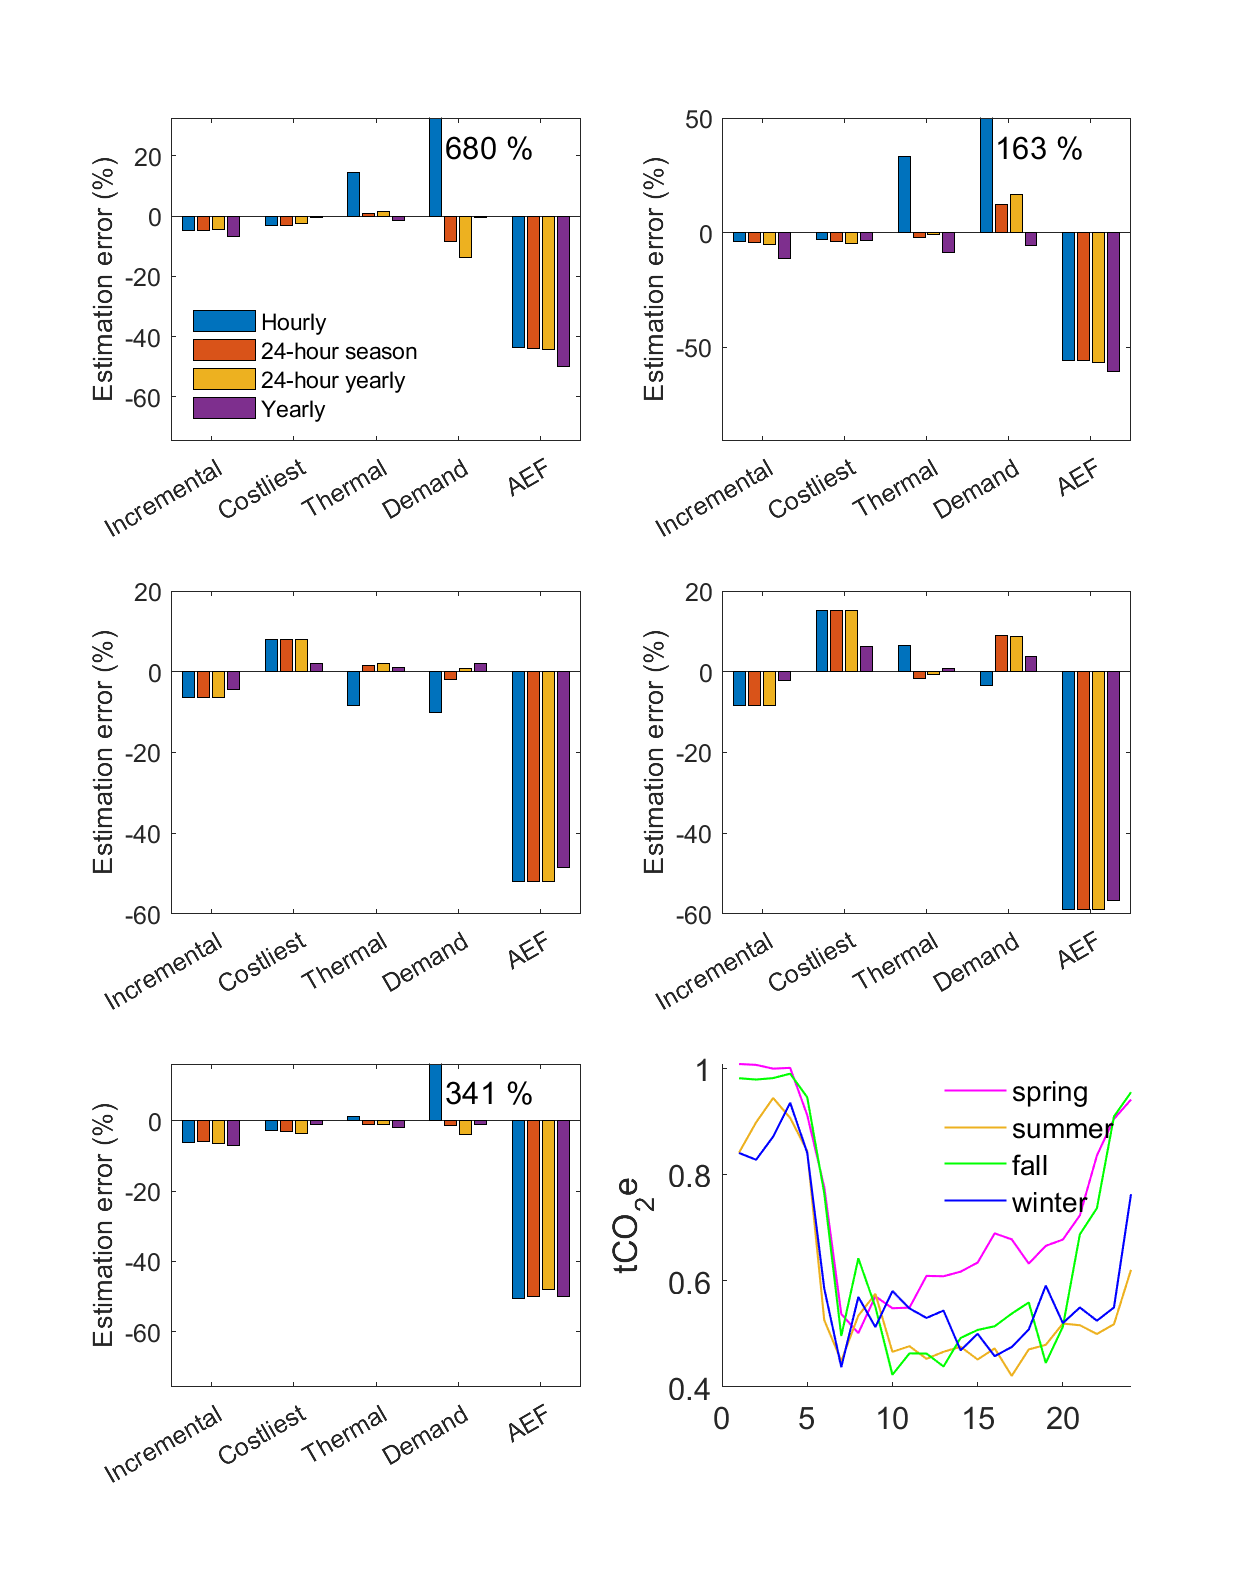 Estimation error (%)
20
0
-20
-40
-60
680 %
Hourly
24-hour season
24-hour yearly
Yearly
Incremental
Costliest
Thermal
Demand
AEF
Estimation error (%)
50
0
-50
163 %
Incremental
Costliest
Thermal
Demand
AEF
Estimation error (%)
20
0
-20
-40
-60
Incremental
Costliest
Thermal
Demand
AEF
Estimation error (%)
20
0
-20
-40
-60
Incremental
Costliest
Thermal
Demand
AEF
Estimation error (%)
0
-20
-40
-60
341 %
Incremental
Costliest
Thermal
Demand
AEF
tCO2e
1
0.8
0.6
0.4
spring
summer
fall
winter
0
5
10
15
20